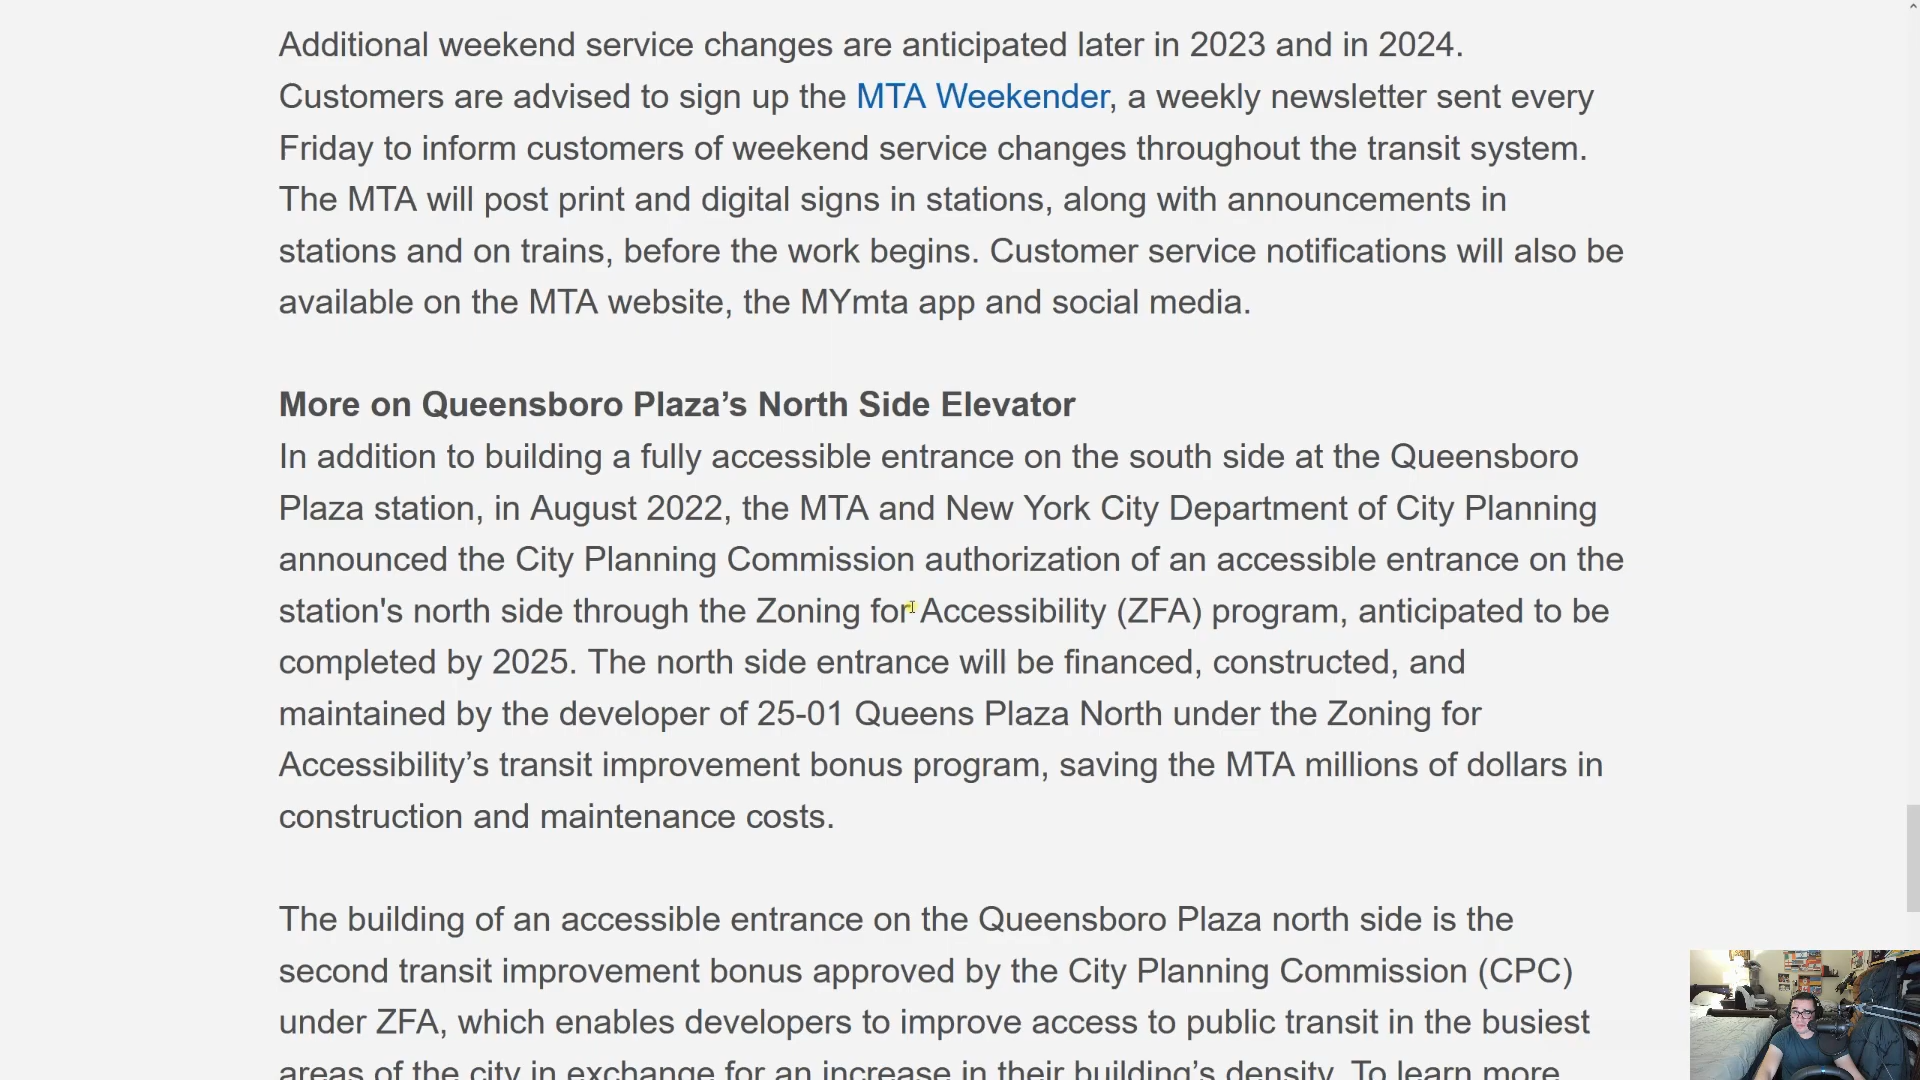 Additional weekend service changes are anticipated later in 2023 and in 2024.
Customers are advised to sign up the MTA Weekender, a weekly newsletter sent every
Friday to inform customers of weekend service changes throughout the transit system.
The MTA will post print and digital signs in stations, along with announcements in
stations and on trains, before the work begins. Customer service notifications will also be
available on the MTA website, the MYmta app and social media.
More on Queensboro Plaza’s North Side Elevator
In addition to building a fully accessible entrance on the south side at the Queensboro
Plaza station, in August 2022, the MTA and New York City Department of City Planning
announced the City Planning Commission authorization of an accessible entrance on the
station's north side through the Zoning for Accessibility (ZFA) program, anticipated to be
completed by 2025. The north side entrance will be financed, constructed, and
maintained by the developer of 25-01 Queens Plaza North under the Zoning for
Accessibility’s transit improvement bonus program, saving the MTA millions of dollars in
construction and maintenance costs.
The building of an accessible entrance on the Queensboro Plaza north side is the
second transit improvement bonus approved by the City Planning Commission (CPC)
under ZFA, which enables developers to improve access to public transit in the busiest
areas of the city in exchange for an increase in their building’s density. To learn more